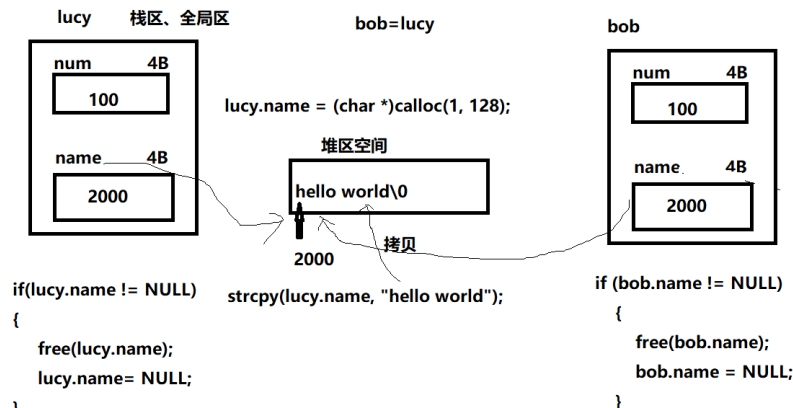 lucy 栈区、全局区
bob=lucy
bob
num 4B
100
num 4B
100
lucy.name = (char *)calloc(1, 128);
堆区空间
name 4B
2000
hello world\0
name 4B
2000
2000
拷贝
strcpy(lucy.name, "hello world");
if(lucy.name != NULL)
{
free(lucy.name);
lucy.name= NULL;
}
if (bob.name != NULL)
{
free(bob.name);
bob.name = NULL;
}